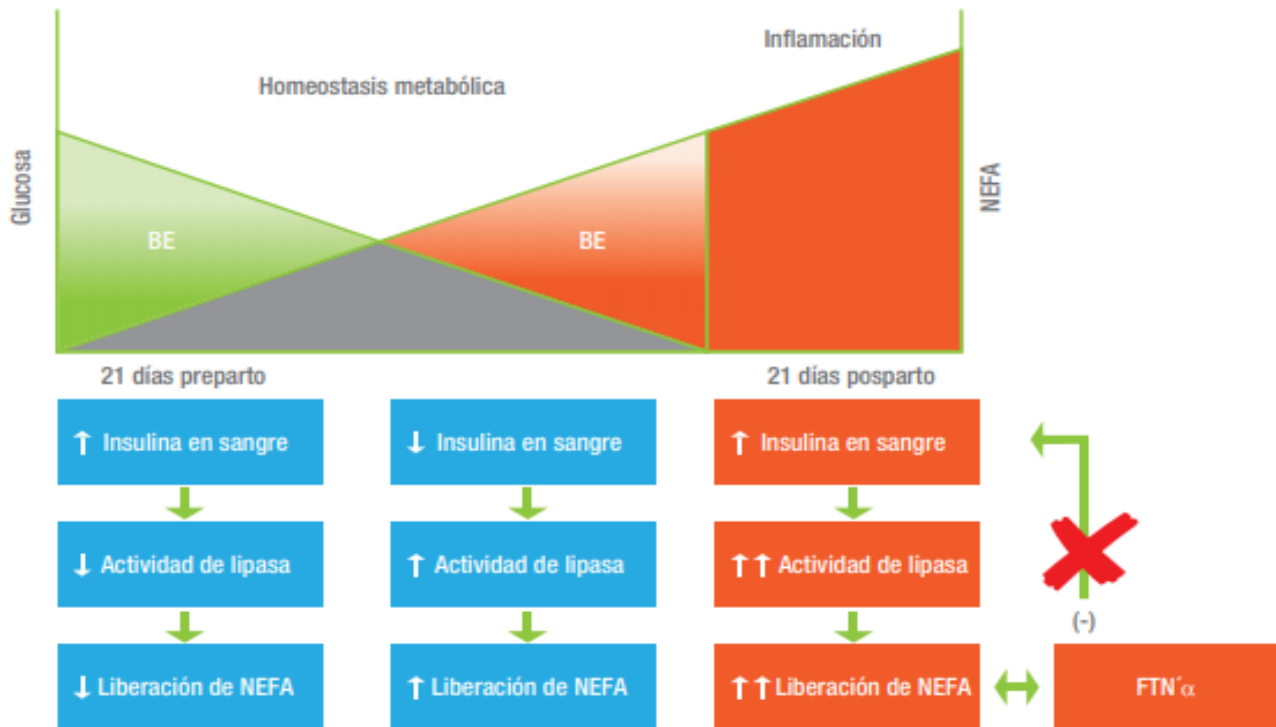 Inflamación
Homeostasis metabólica
Glucosa
NEFA
BE
BE
21 días preparto
21 días posparto
↑ Insulina en sangre
↓ Insulina en sangre
↑ Insulina en sangre
↓ Actividad de lipasa
↑ Actividad de lipasa
↑↑ Actividad de lipasa
(-)
↓ Liberación de NEFA
↑ Liberación de NEFA
↑↑ Liberación de NEFA
FTN´α